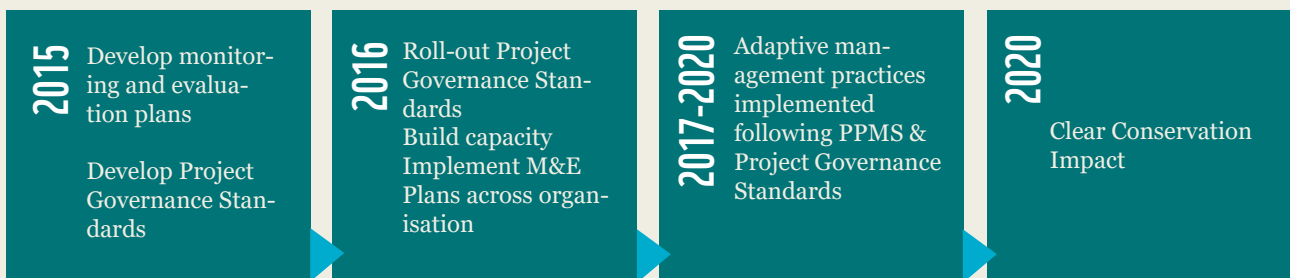 2015
Develop monitor-
ing and evalua-
tion plans
Develop Project
Governance Stan-
dards
2016
Roll-out Project
Governance Stan-
dards
Build capacity
Implement M&E
Plans across organ-
isation
2017-2020
Adaptive man-
agement practices
implemented
following PPMS &
Project Governance
Standards
2020
Clear Conservation
Impact